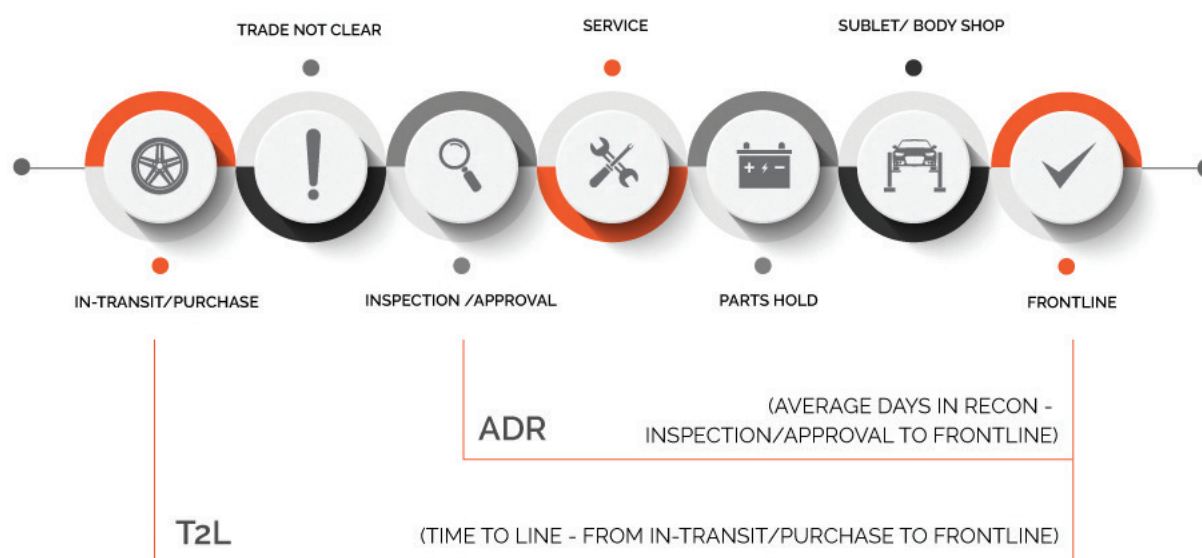 TRADE NOT CLEAR
SERVICE
SUBLET/ BODY SHOP
IN-TRANSIT/PURCHASE
INSPECTION /APPROVAL
PARTS HOLD
FRONTLINE
ADR
(AVERAGE DAYS IN RECON -
INSPECTION/APPROVAL TO FRONTLINE)
T2L
(TIME TO LINE - FROM IN-TRANSIT/PURCHASE TO FRONTLINE)